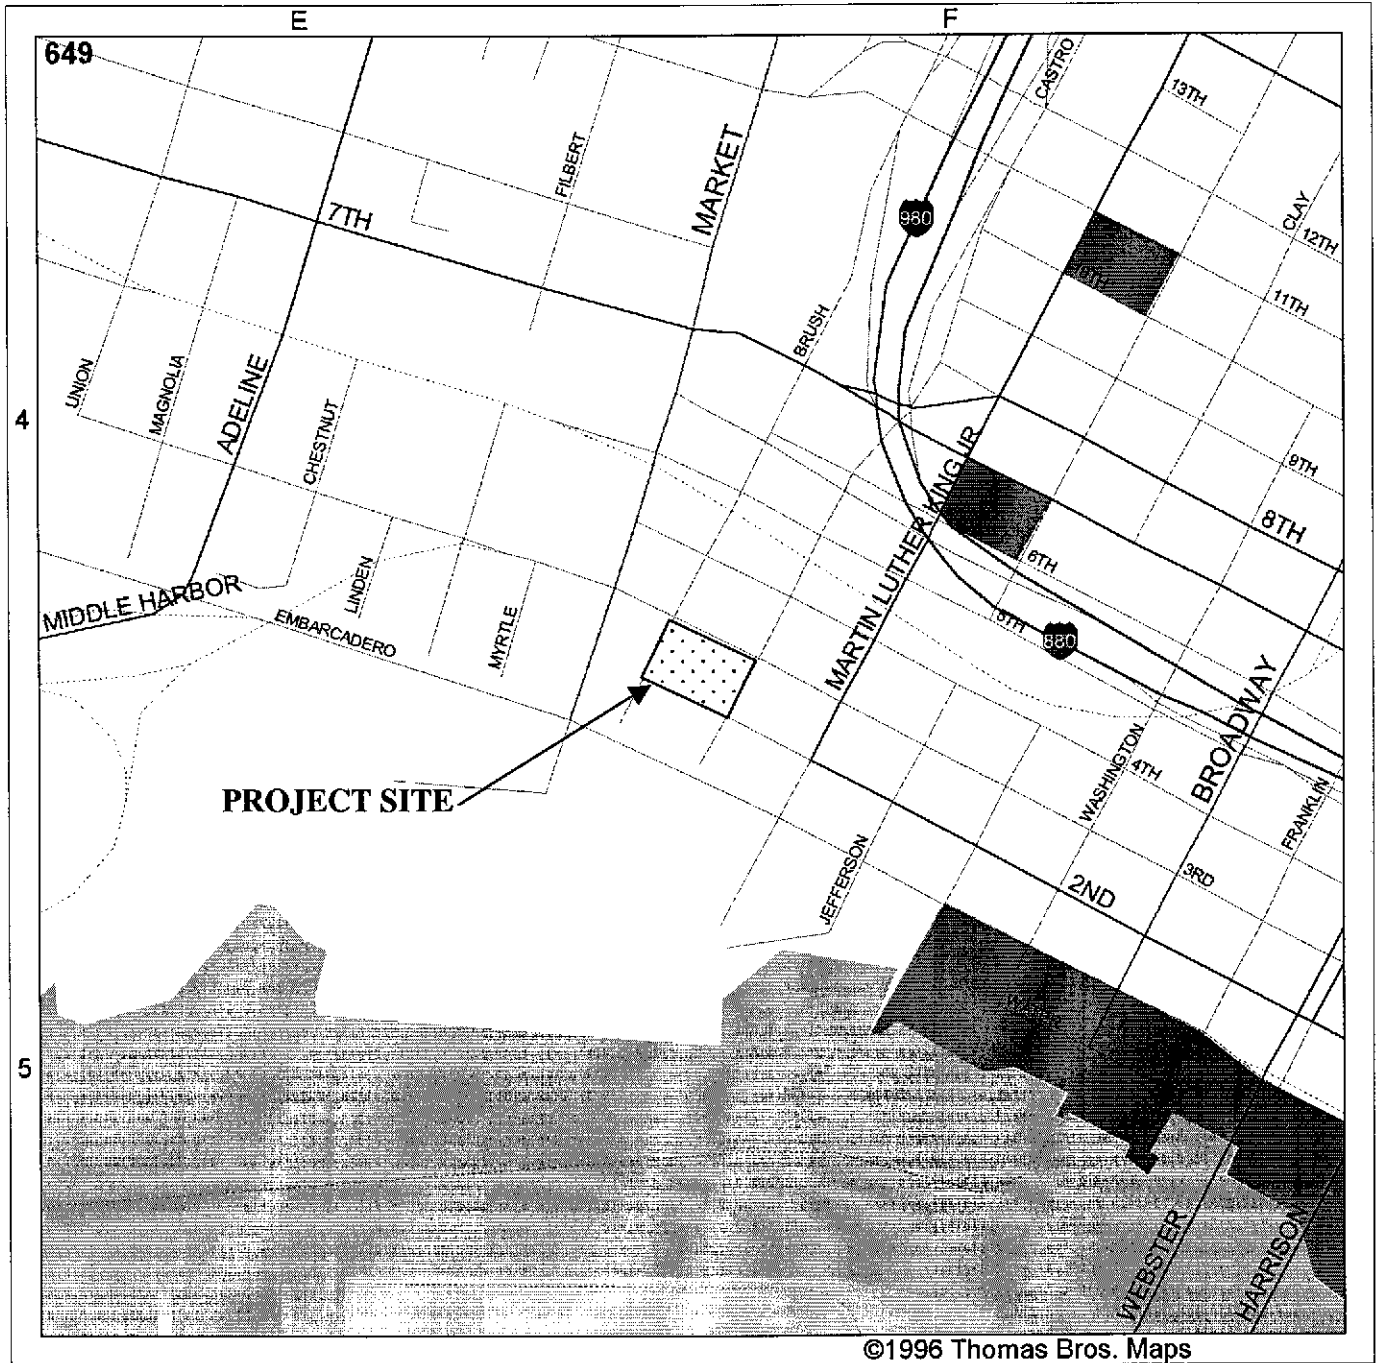 E
F
649
CASTRO
13TH
FILBERT
MARKET
980
CLAY
12TH
7TH
11TH
BRUSH
UNION
MAGNOLIA
ADELINE
4
CHESTNUT
9TH
8TH
MARTIN LUTHER KING JR
6TH
LINDEN
MIDDLE HARBOR
EMBARCADERO
MYRTLE
5TH
880
BROADWAY
WASHINGTON
4TH
PROJECT SITE
FRANKLIN
JEFFERSON
3RD
2ND
5
WEBSTER
HARRISON
©1996 Thomas Bros. Maps